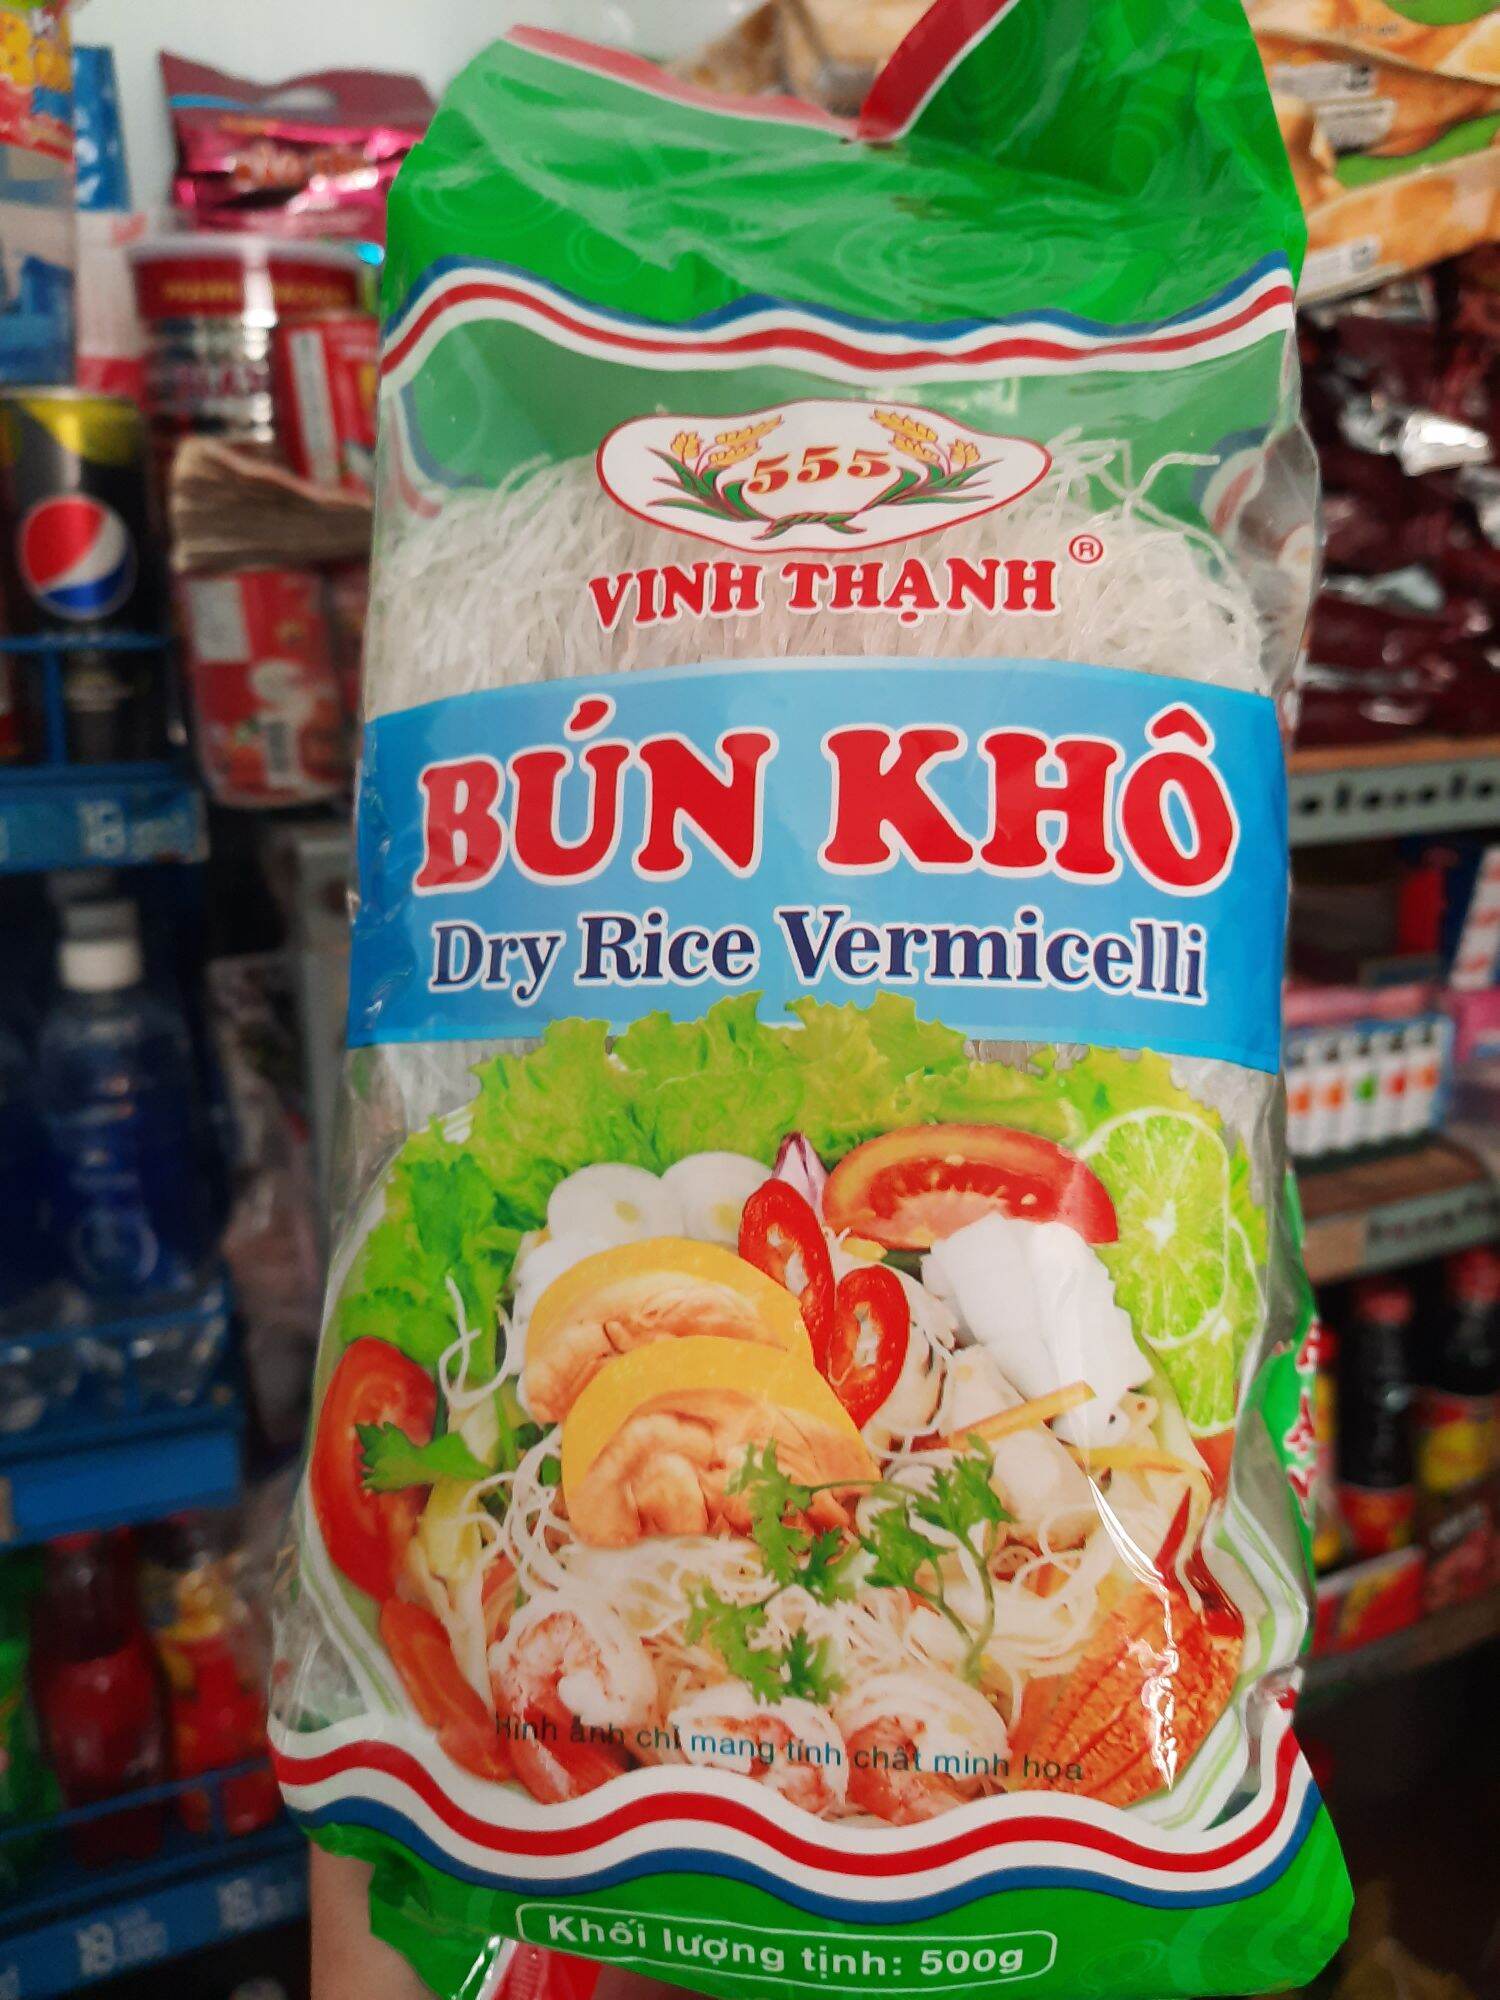 555
VINH THẠNH ®
BÚN KHÔ
Dry Rice Vermicelli
Hình ảnh chỉ mang tính chất minh họa
Khối lượng tịnh: 500g